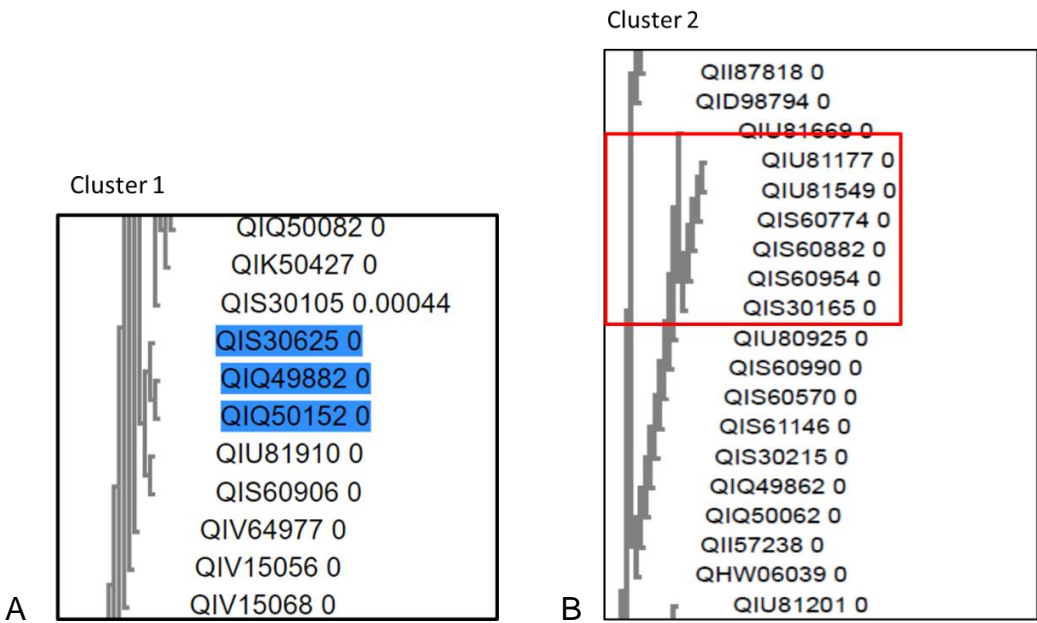 Cluster 1
QIQ50082 0
QIK50427 0
QIS30105 0.00044
QIS30625 0
QIQ49882 0
QIQ50152 0
QIU81910 0
QIS60906 0
QIV64977 0
QIV15056 0
QIV15068 0
A
Cluster 2
QII87818 0
QID98794 0
QIU81669 0
QIU81177 0
QIU81549 0
QIS60774 0
QIS60882 0
QIS60954 0
QIS30165 0
QIU80925 0
QIS60990 0
QIS60570 0
QIS61146 0
QIS30215 0
QIQ49862 0
QIQ50062 0
QII57238 0
QHW06039 0
QIU81201 0
B